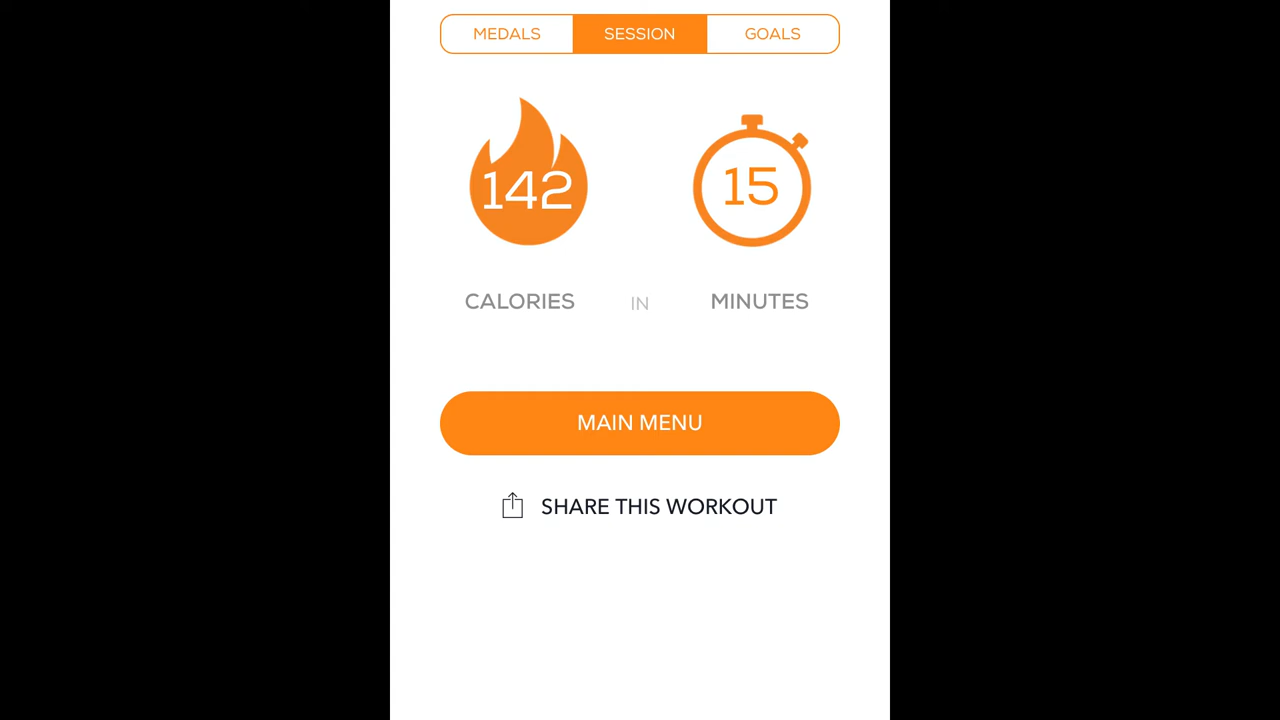 MEDALS SESSION GOALS
142 15
CALORIES IN MINUTES
MAIN MENU
SHARE THIS WORKOUT